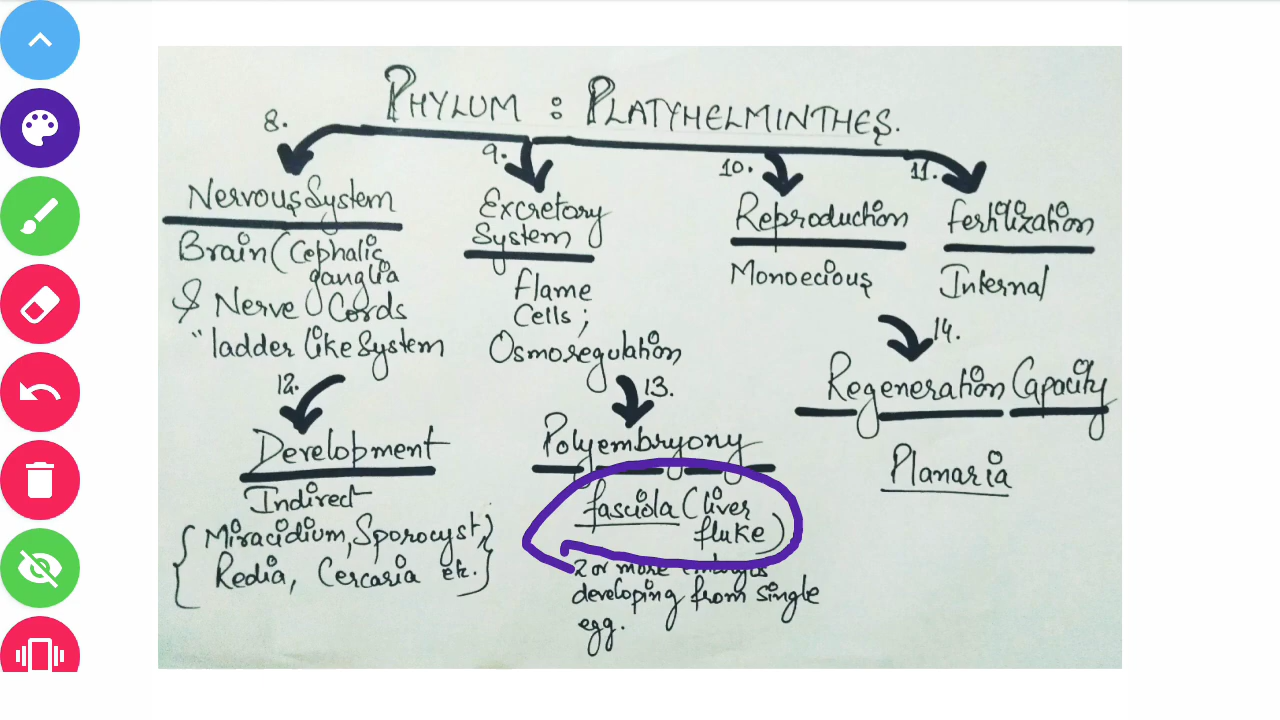 PHYLUM : PLATYHELMINTHES.
8.
Nervous System
Brain (Cephalic
ganglia
& Nerve Cords
"ladder like System
9.
Excretory
System
Flame
Cells ;
Osmoregulation
10.
Reproduction
Monoecious
11.
Fertilization
Internal
12.
Development
Indirect
{ Miracidium, Sporocyst,
Redia, Cercaria etc. }
13.
Polyembryony
fasciola (liver
fluke)
2 or more
developing from single
egg.
14.
Regeneration Capacity
Planaria